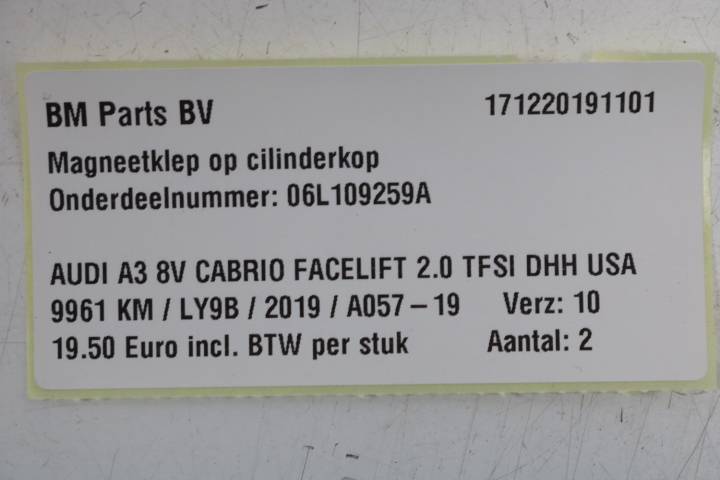 BM Parts BV 171220191101
Magneetklep op cilinderkop
Onderdeelnummer: 06L109259A
AUDI A3 8V CABRIO FACELIFT 2.0 TFSI DHH USA
9961 KM / LY9B / 2019 / A057-19 Verz: 10
19.50 Euro incl. BTW per stuk Aantal: 2